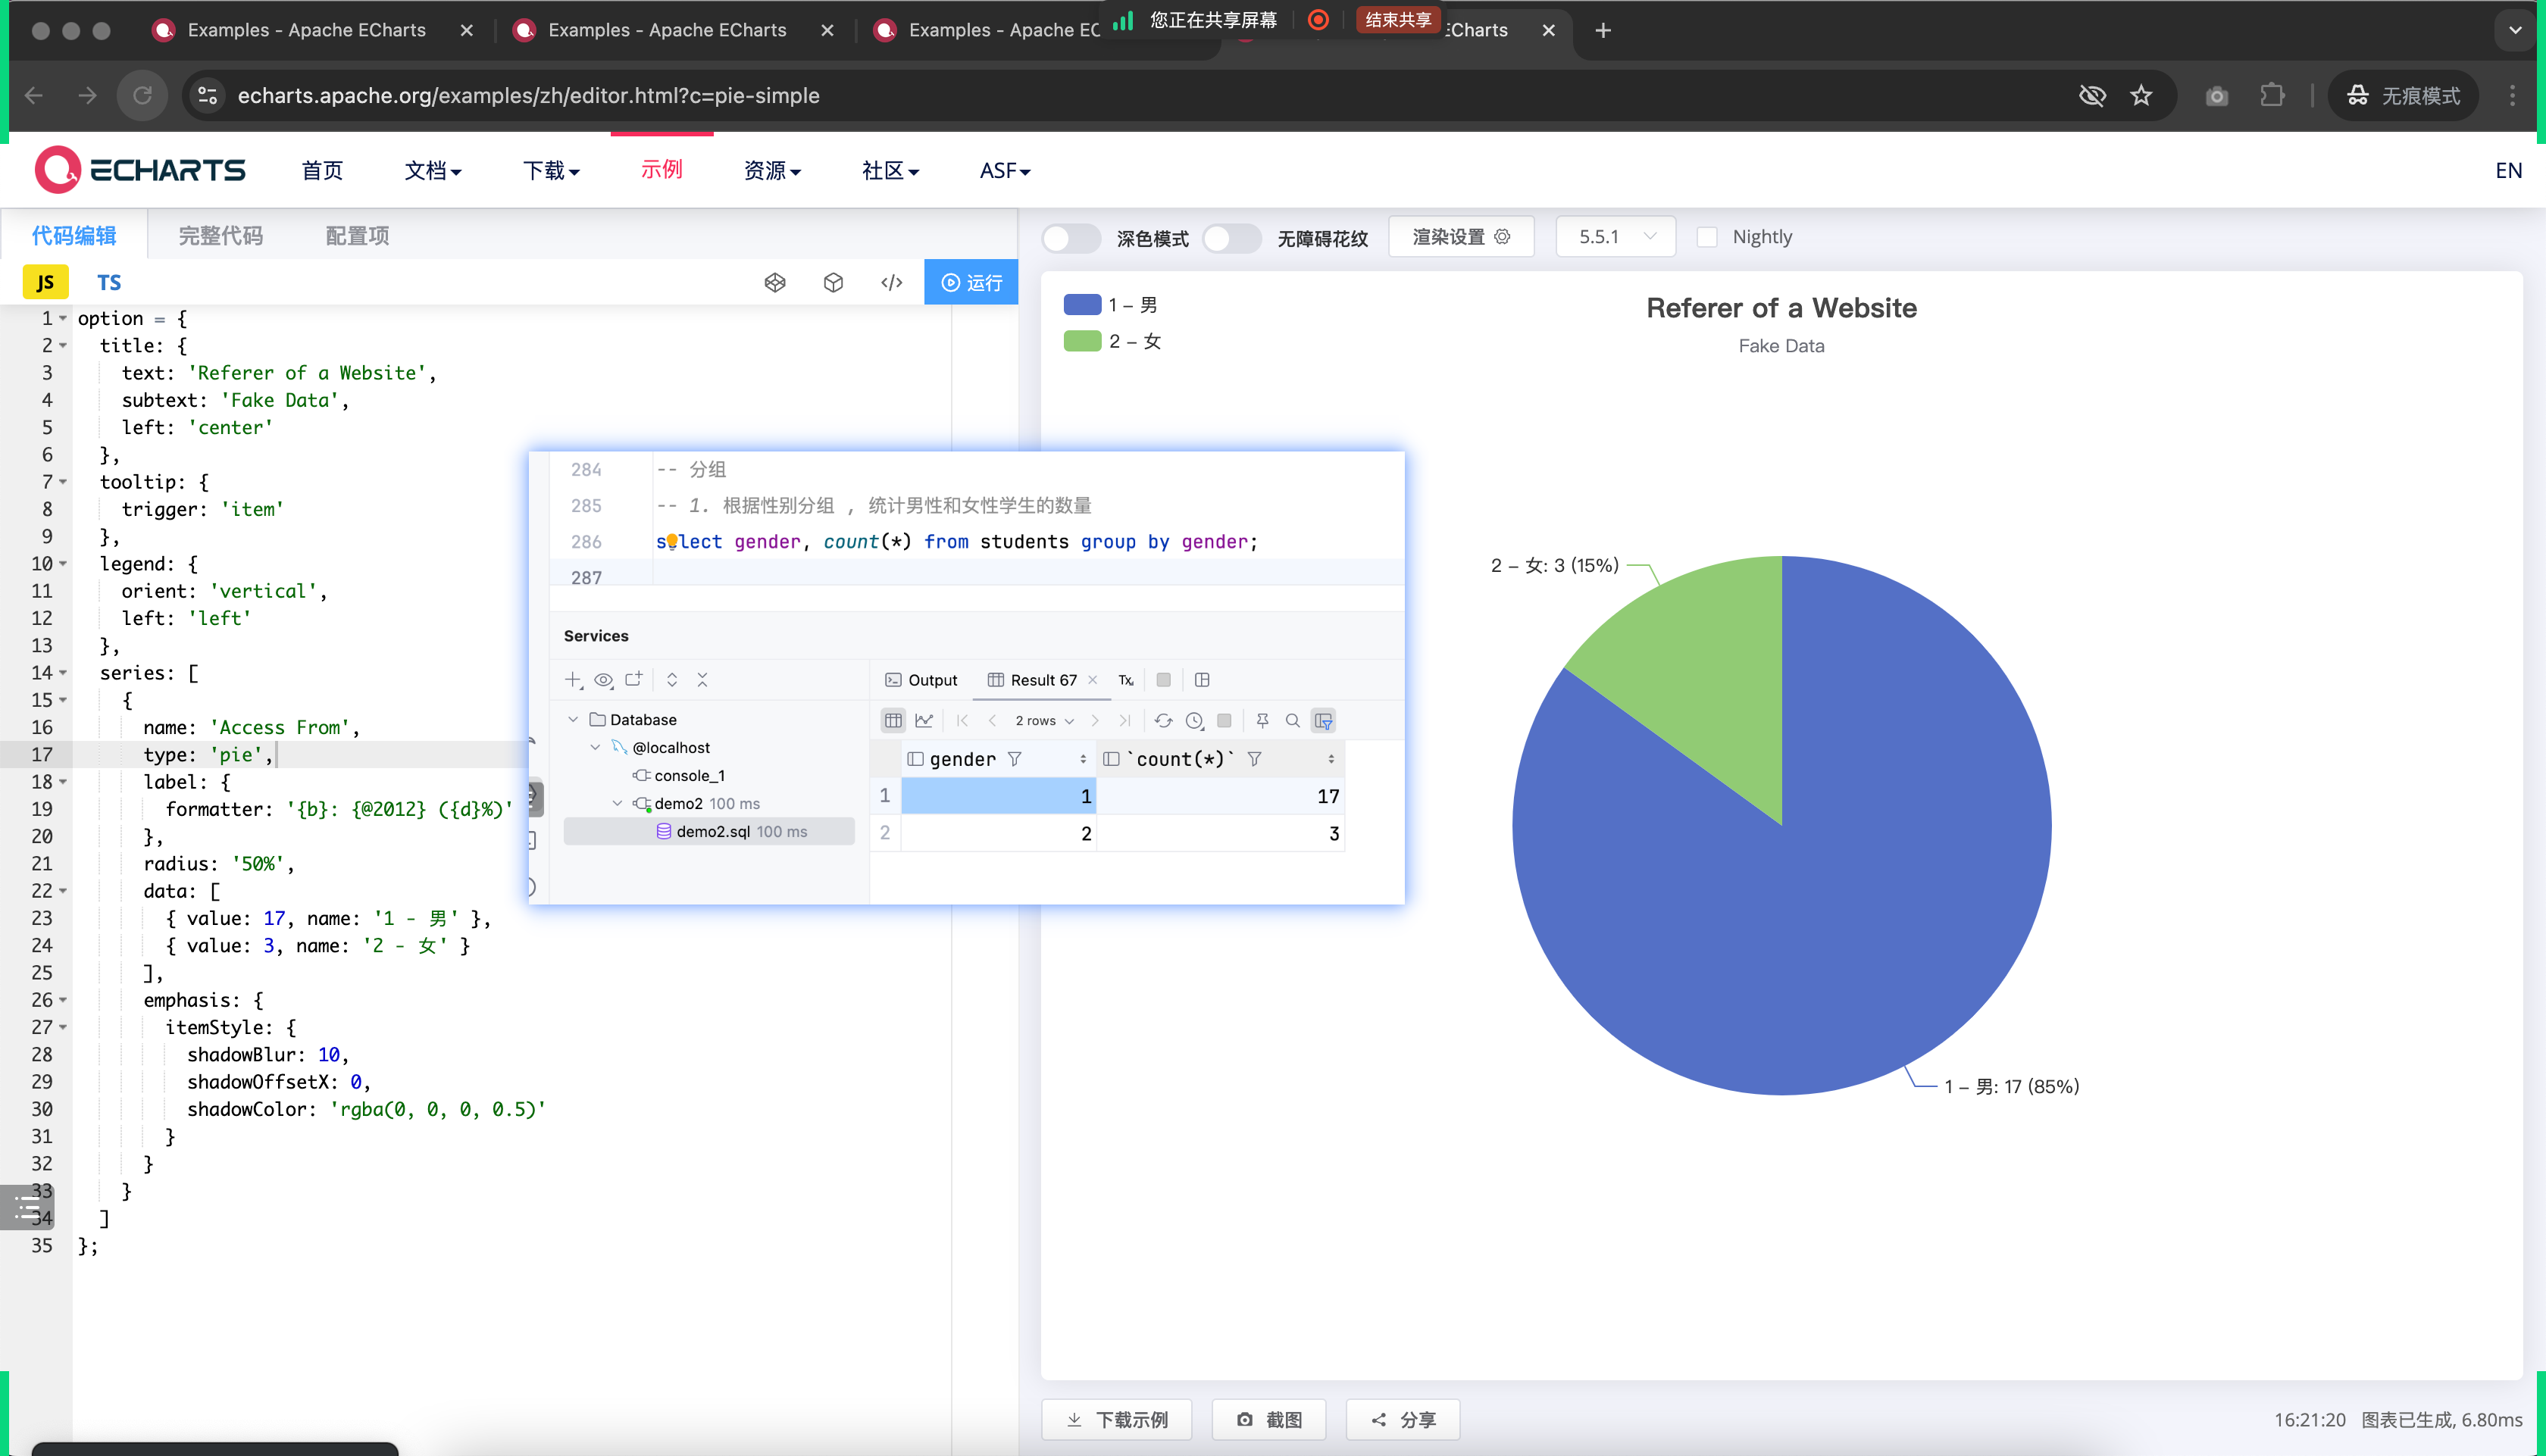 Examples - Apache ECharts
Examples - Apache ECharts
Examples - Apache EC
您正在共享屏幕
结束共享
ECharts
echarts.apache.org/examples/zh/editor.html?c=pie-simple
无痕模式
ECHARTS
首页
文档
下载
示例
资源
社区
ASF
EN
代码编辑
完整代码
配置项
JS
TS
运行
1 option = {
2 title: {
3 text: 'Referer of a Website',
4 subtext: 'Fake Data',
5 left: 'center'
6 },
7 tooltip: {
8 trigger: 'item'
9 },
10 legend: {
11 orient: 'vertical',
12 left: 'left'
13 },
14 series: [
15 {
16 name: 'Access From',
17 type: 'pie',
18 label: {
19 formatter: '{b}: {@2012} ({d}%)'
20 },
21 radius: '50%',
22 data: [
23 { value: 17, name: '1 - 男' },
24 { value: 3, name: '2 - 女' }
25 ],
26 emphasis: {
27 itemStyle: {
28 shadowBlur: 10,
29 shadowOffsetX: 0,
30 shadowColor: 'rgba(0, 0, 0, 0.5)'
31 }
32 }
33 }
34 ]
35 };
284 -- 分组
285 -- 1. 根据性别分组 , 统计男性和女性学生的数量
286 select gender, count(*) from students group by gender;
287
Services
Output
Result 67
Tx
2 rows
Database
@localhost
console_1
demo2 100 ms
demo2.sql 100 ms
gender `count(*)`
1 1 17
2 2 3
深色模式
无障碍花纹
渲染设置
5.5.1
Nightly
1 - 男
2 - 女
Referer of a Website
Fake Data
2 - 女: 3 (15%)
1 - 男: 17 (85%)
下载示例
截图
分享
16:21:20 图表已生成, 6.80ms